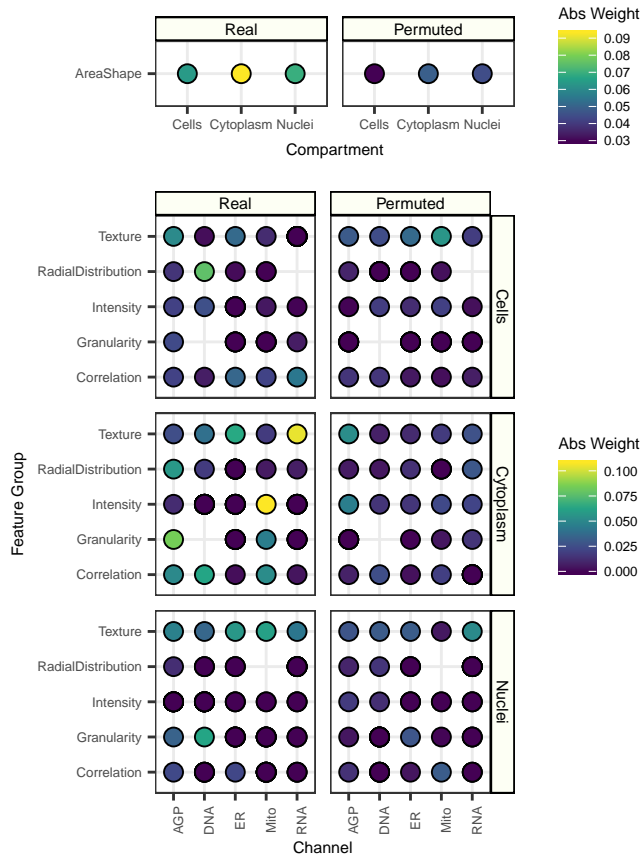 Real
Permuted
AreaShape
Cells
Cytoplasm
Nuclei
Cells
Cytoplasm
Nuclei
Compartment
Abs Weight
0.09
0.08
0.07
0.06
0.05
0.04
0.03
Real
Permuted
Texture
RadialDistribution
Intensity
Granularity
Correlation
Cells
Texture
RadialDistribution
Intensity
Granularity
Correlation
Cytoplasm
Texture
RadialDistribution
Intensity
Granularity
Correlation
Nuclei
Feature Group
AGP
DNA
ER
Mito
RNA
AGP
DNA
ER
Mito
RNA
Channel
Abs Weight
0.100
0.075
0.050
0.025
0.000